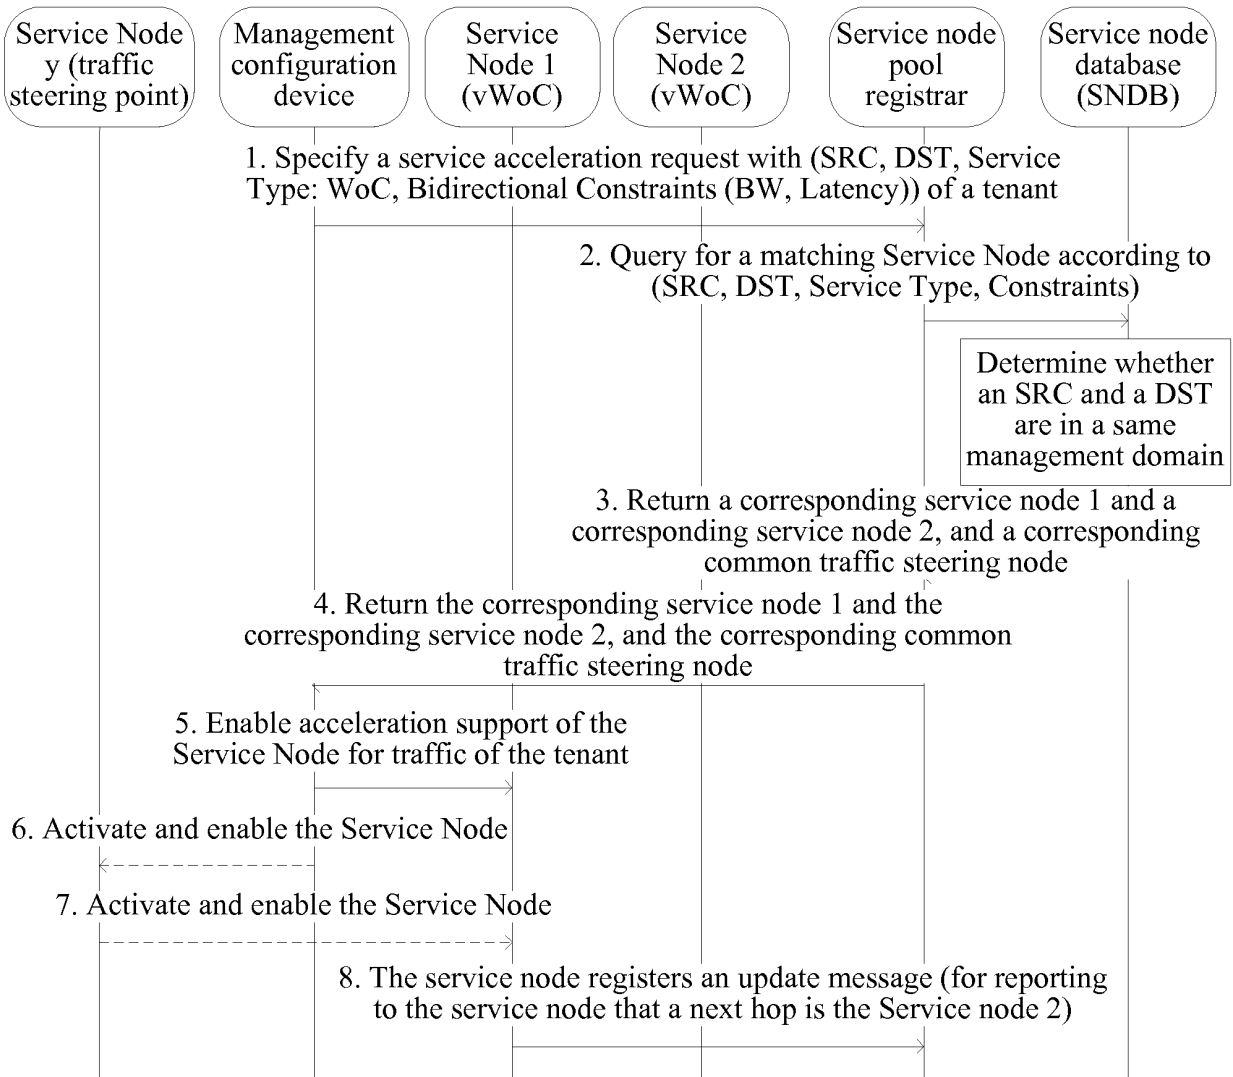 Service Node
y (traffic
steering point)
Management
configuration
device
Service
Node 1
(vWoC)
Service
Node 2
(vWoC)
Service node
pool
registrar
Service node
database
(SNDB)
1. Specify a service acceleration request with (SRC, DST, Service
Type: WoC, Bidirectional Constraints (BW, Latency)) of a tenant
2. Query for a matching Service Node according to
(SRC, DST, Service Type, Constraints)
Determine whether
an SRC and a DST
are in a same
management domain
3. Return a corresponding service node 1 and a
corresponding service node 2, and a corresponding
common traffic steering node
4. Return the corresponding service node 1 and the
corresponding service node 2, and the corresponding common
traffic steering node
5. Enable acceleration support of the
Service Node for traffic of the tenant
6. Activate and enable the Service Node
7. Activate and enable the Service Node
8. The service node registers an update message (for reporting
to the service node that a next hop is the Service node 2)